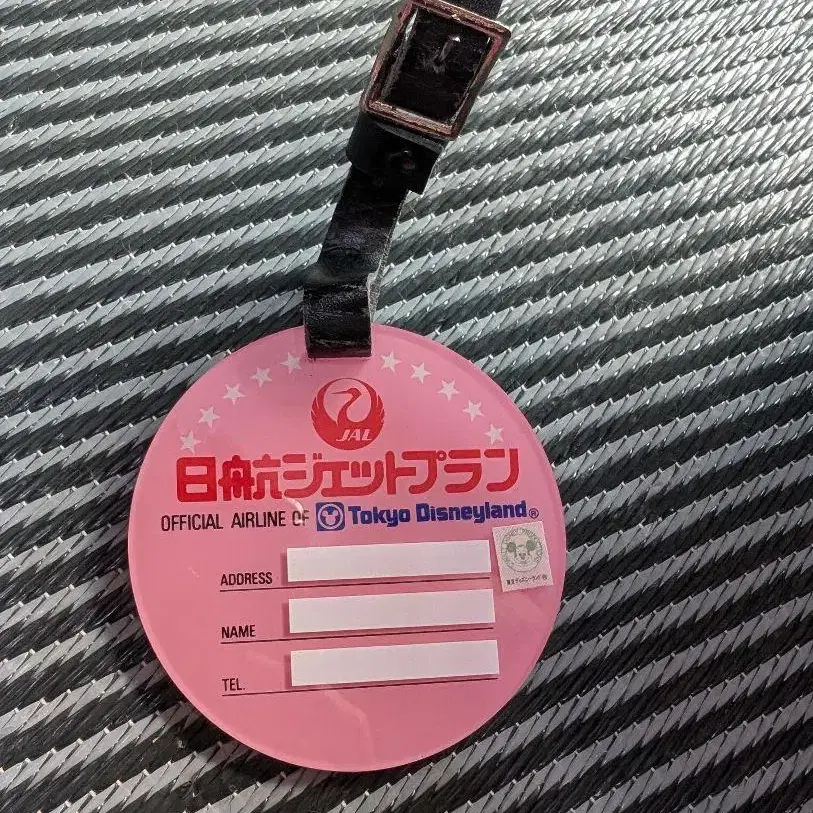 JAL
日航ジェットプラン
OFFICIAL AIRLINE OF Tokyo Disneyland®
ADDRESS
NAME
TEL.